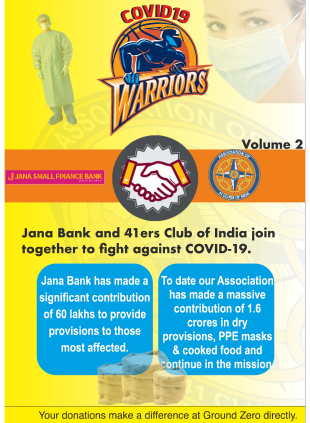 COVID19
WARRIORS
Volume 2
JANA SMALL FINANCE BANK
ASSOCIATION OF
Jana Bank and 41ers Club of India join
together to fight against COVID-19.
Jana Bank has made a
significant contribution
of 60 lakhs to provide
provisions to those
most affected.
To date our Association
has made a massive
contribution of 1.6
crores in dry
provisions, PPE masks
& cooked food and
continue in the mission
Your donations make a difference at Ground Zero directly.